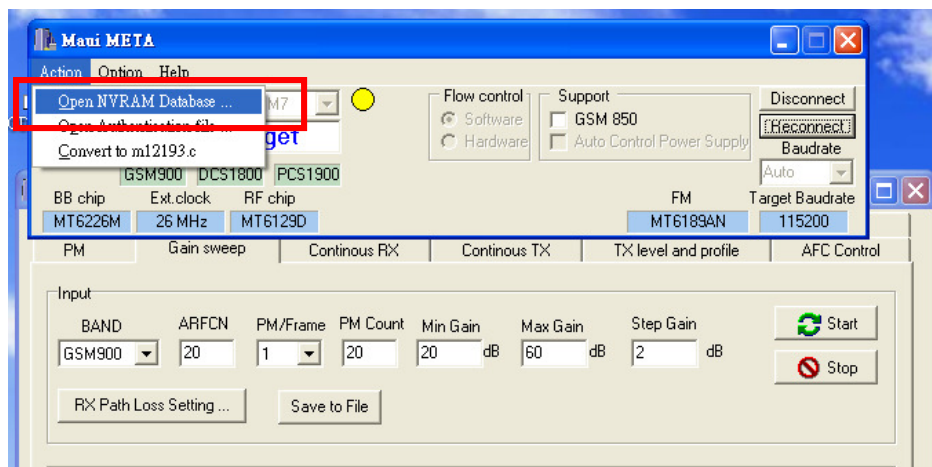 Maui META
Action Option Help
Open NVRAM Database ...
M7
Flow control
Support
Disconnect
Open Authentication file ...
Software
GSM 850
Reconnect
Convert to m12193.c
get
Hardware
Auto Control Power Supply
Baudrate
GSM900 DCS1800 PCS1900
Auto
BB chip Ext.clock RF chip FM Target Baudrate
MT6226M 26 MHz MT6129D MT6189AN 115200
PM Gain sweep Continous RX Continous TX TX level and profile AFC Control
Input
BAND ARFCN PM/Frame PM Count Min Gain Max Gain Step Gain Start
GSM900 20 1 20 20 dB 60 dB 2 dB
Stop
RX Path Loss Setting ... Save to File